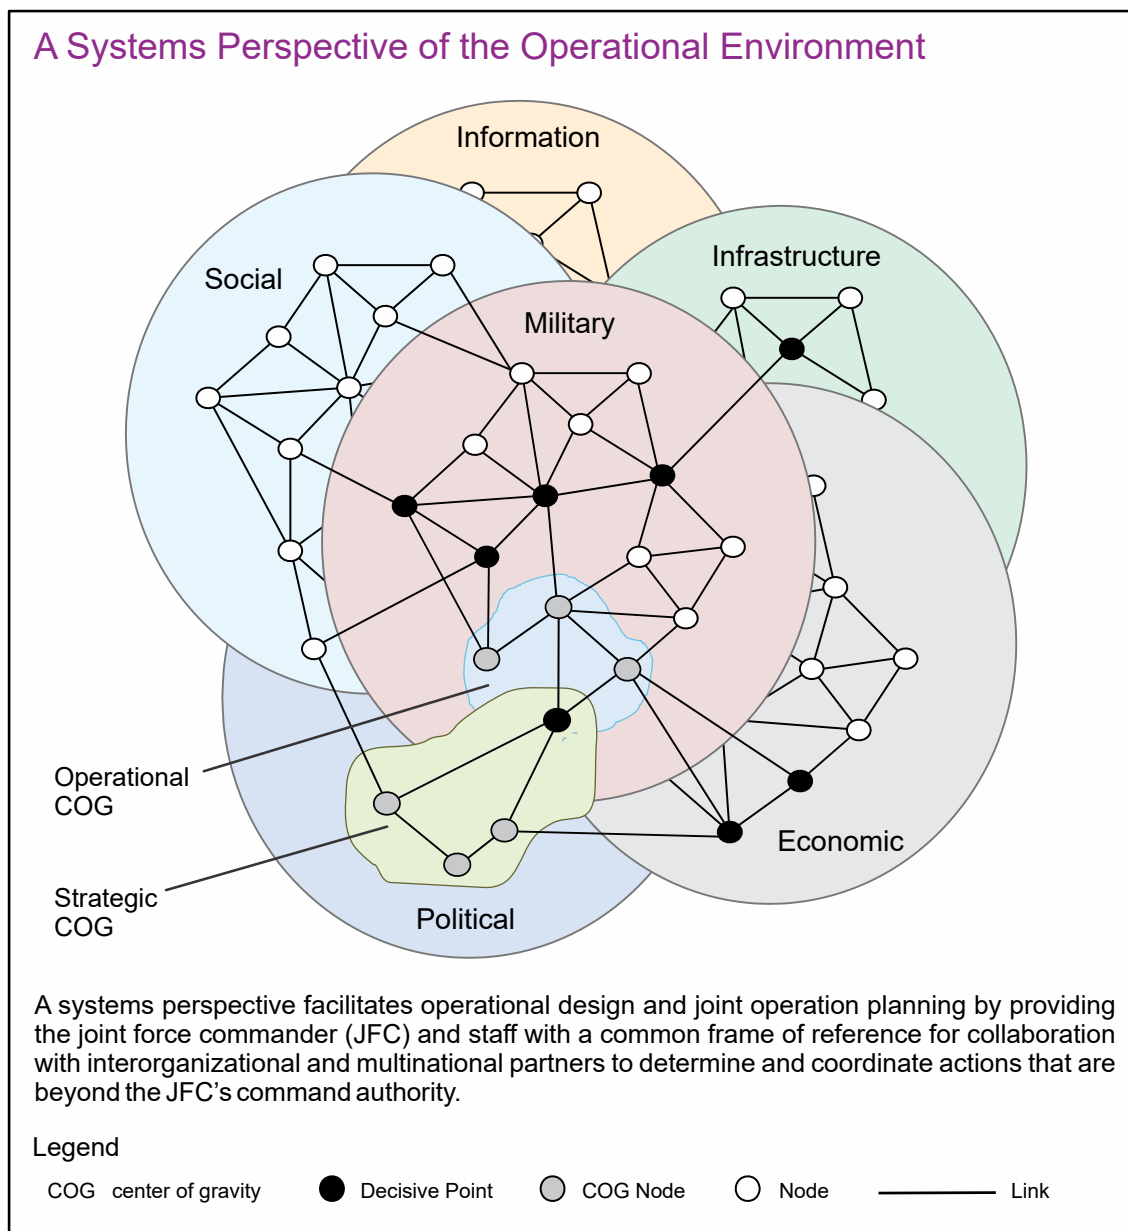 A Systems Perspective of the Operational Environment
Information
Infrastructure
Social
Military
Operational
COG
Economic
Strategic
COG
Political
A systems perspective facilitates operational design and joint operation planning by providing
the joint force commander (JFC) and staff with a common frame of reference for collaboration
with interorganizational and multinational partners to determine and coordinate actions that are
beyond the JFC's command authority.
Legend
COG center of gravity Decisive Point COG Node Node Link